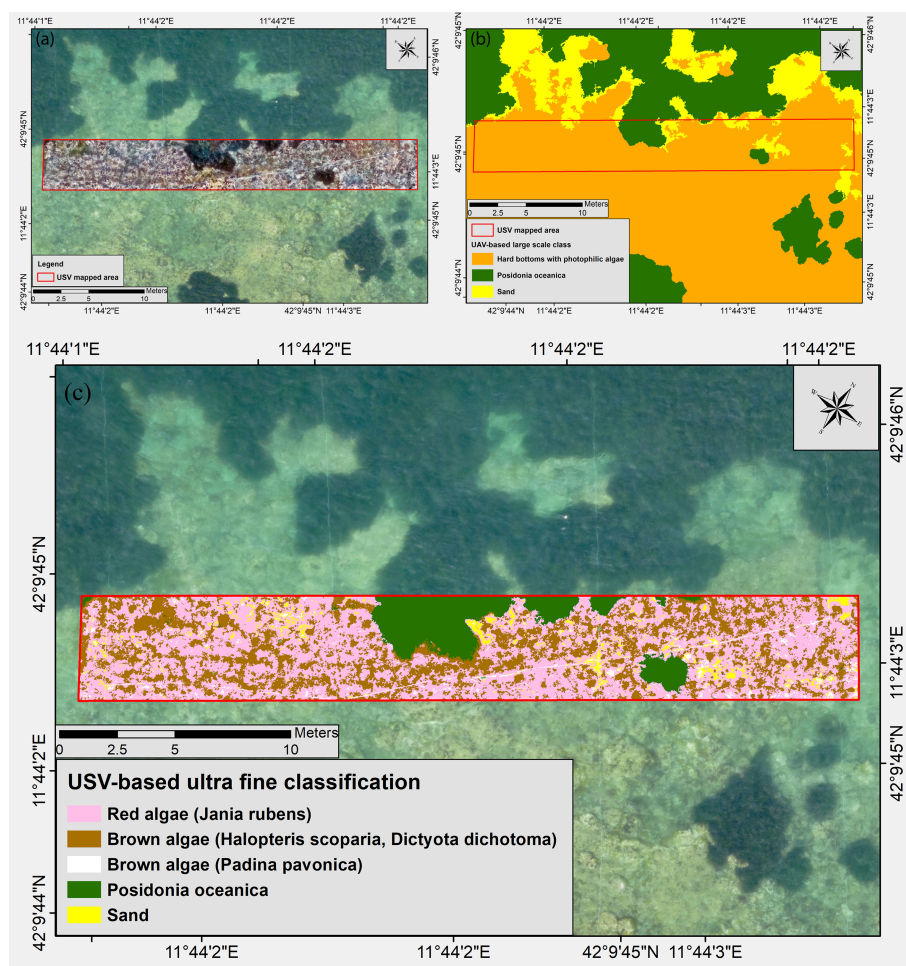 11°44'1"E 11°44'2"E 11°44'2"E
(a)
42°9'46"N
42°9'45"N
11°44'3"E
11°44'2"E
42°9'45"N
42°9'44"N
Legend
USV mapped area
Meters
0 2.5 5 10
11°44'2"E 11°44'2"E 42°9'45"N 11°44'3"E
11°44'2"E 11°44'2"E 11°44'2"E
(b)
42°9'46"N
42°9'46"N
11°44'3"E
42°9'45"N
42°9'45"N
11°44'3"E
42°9'44"N
42°9'45"N
Meters
0 2.5 5 10
USV mapped area
UAV-based large scale class
Hard bottoms with photophilic algae
Posidonia oceanica
Sand
42°9'44"N 11°44'2"E 11°44'2"E 11°44'3"E 11°44'3"E
11°44'1"E 11°44'2"E 11°44'2"E 11°44'2"E
(c)
N
W
E
S
42°9'46"N
42°9'45"N
11°44'3"E
11°44'2"E
42°9'45"N
42°9'44"N
Meters
0 2.5 5 10
USV-based ultra fine classification
Red algae (Jania rubens)
Brown algae (Halopteris scoparia, Dictyota dichotoma)
Brown algae (Padina pavonica)
Posidonia oceanica
Sand
11°44'2"E 11°44'2"E 42°9'45"N 11°44'3"E